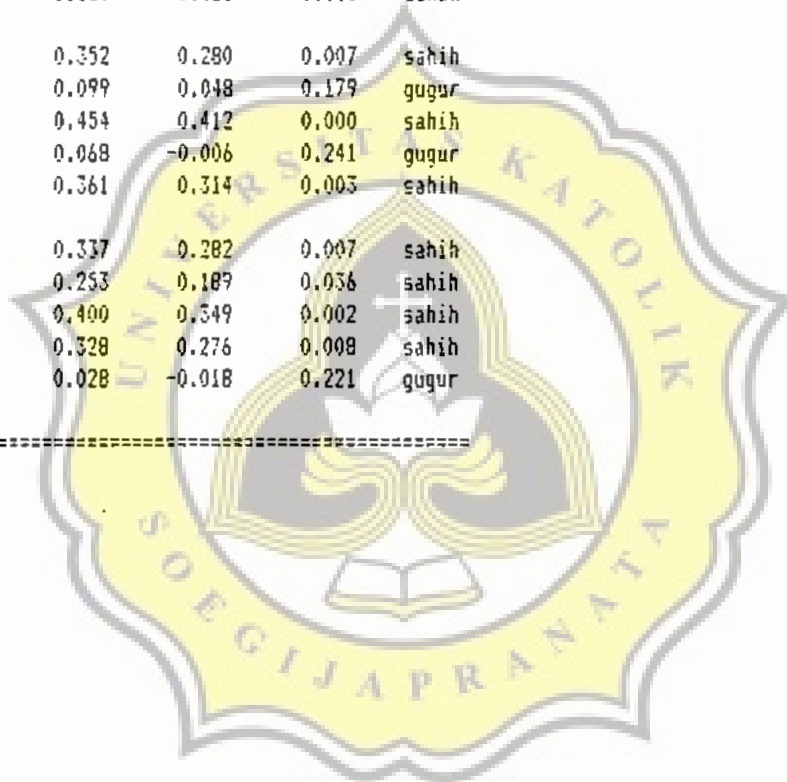 0.352 0.280 0.007 sahih
0.099 0.048 0.179 gugur
0.454 0.412 0.000 sahih
0.068 -0.006 0.241 gugur
0.361 0.314 0.003 sahih
0.337 0.282 0.007 sahih
0.253 0.189 0.036 sahih
0.400 0.349 0.002 sahih
0.328 0.276 0.008 sahih
0.028 -0.018 0.221 gugur
UNIVERSITAS KATOLIK
SOEGIJAPRANATA